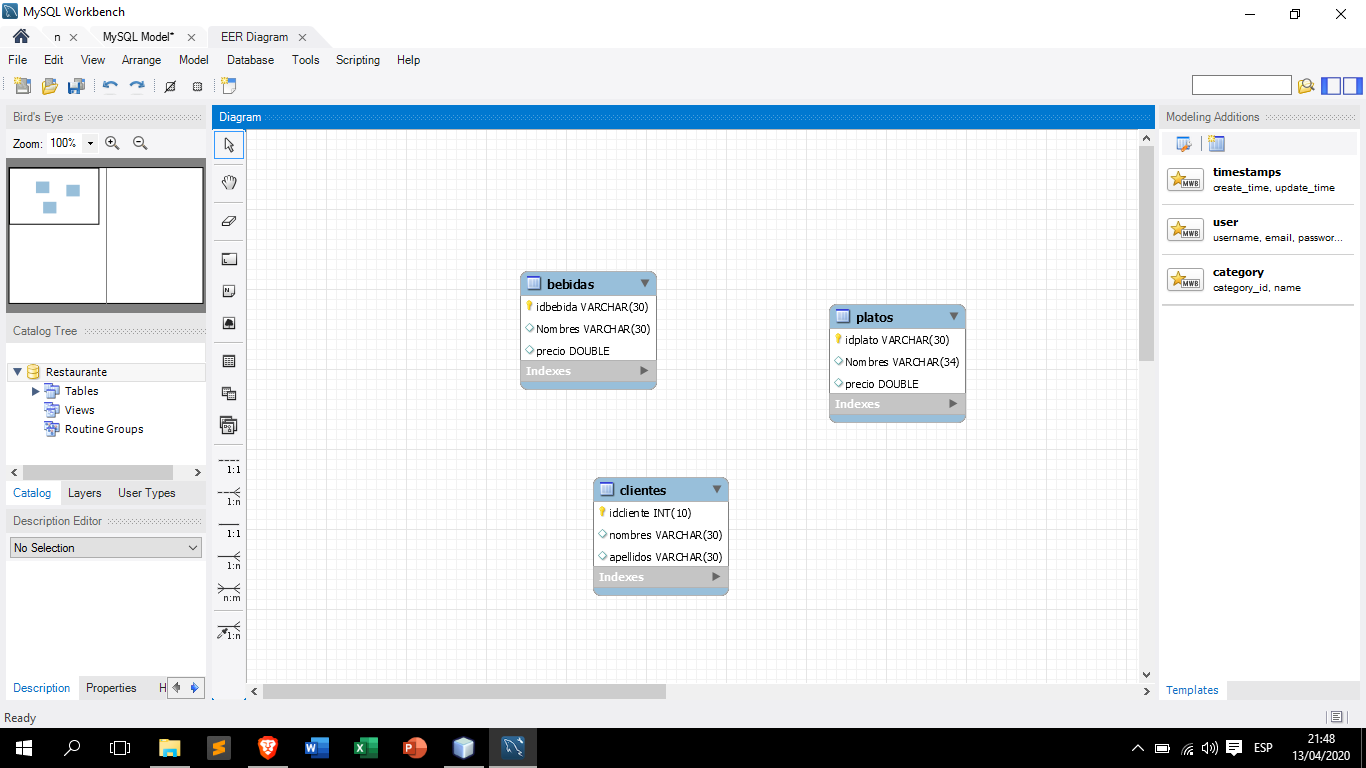 MySQL Workbench
n
MySQL Model*
EER Diagram
File Edit View Arrange Model Database Tools Scripting Help
Bird's Eye
Zoom: 100%
Catalog Tree
Restaurante
Tables
Views
Routine Groups
Catalog Layers User Types
Description Editor
No Selection
Description Properties H
Ready
Diagram
1:1
1:n
1:1
1:n
n:m
1:n
bebidas
idbebida VARCHAR(30)
Nombres VARCHAR(30)
precio DOUBLE
Indexes
platos
idplato VARCHAR(30)
Nombres VARCHAR(34)
precio DOUBLE
Indexes
clientes
idcliente INT(10)
nombres VARCHAR(30)
apellidos VARCHAR(30)
Indexes
Modeling Additions
MWB
timestamps
create_time, update_time
MWB
user
username, email, passwor...
MWB
category
category_id, name
Templates
ESP
21:48
13/04/2020